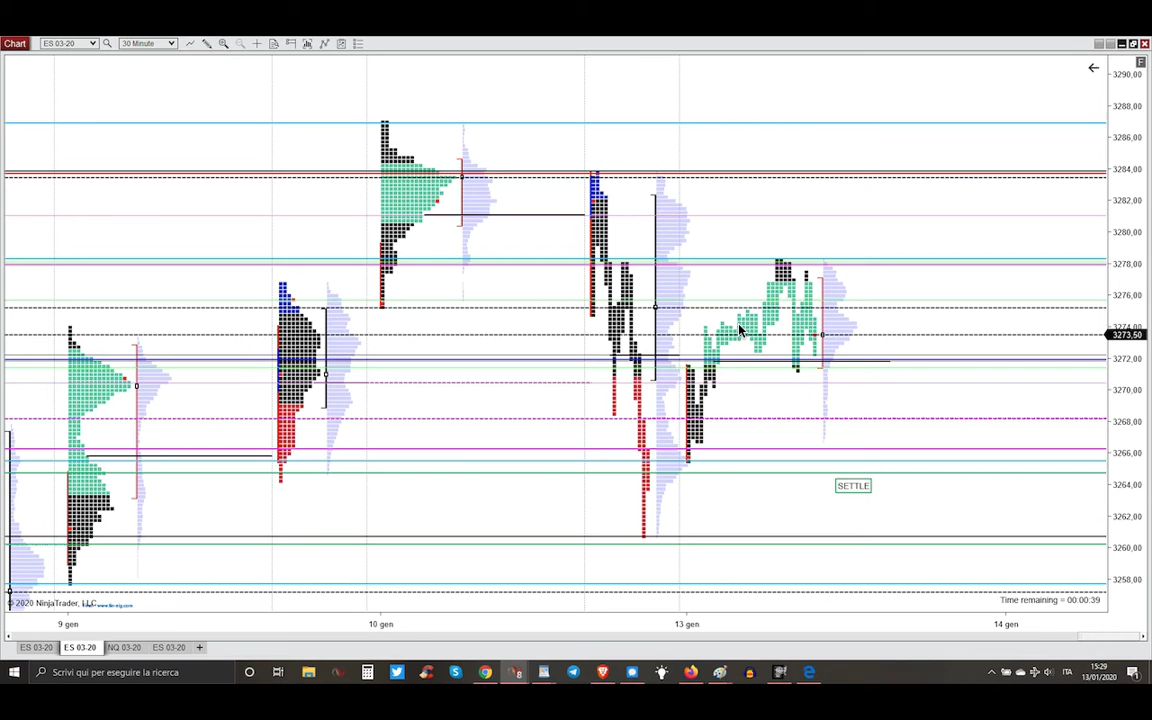 Chart
ES 03-20
30 Minute
F
3290,00
3288,00
3286,00
3284,00
3282,00
3280,00
3278,00
3276,00
3274,00
3273,50
3272,00
3270,00
3268,00
3266,00
3264,00
3262,00
3260,00
3258,00
SETTLE
© 2020 NinjaTrader, LLC
Time remaining = 00:00:39
9 gen
10 gen
13 gen
14 gen
ES 03-20
ES 03-20
NQ 03-20
ES 03-20
+
Scrivi qui per eseguire la ricerca
8
ITA
15:29
13/01/2020
1